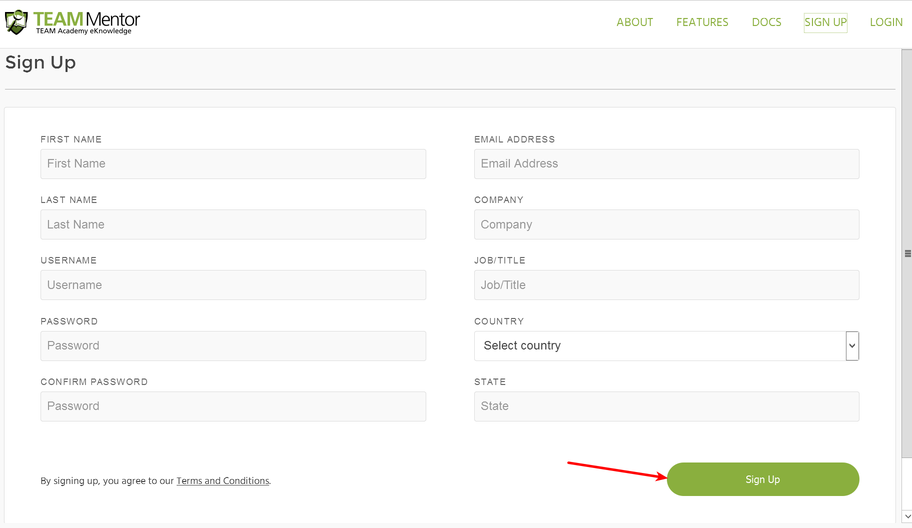 TEAM Mentor
TEAM Academy eKnowledge
ABOUT FEATURES DOCS SIGN UP LOGIN
Sign Up
FIRST NAME
First Name
LAST NAME
Last Name
USERNAME
Username
PASSWORD
Password
CONFIRM PASSWORD
Password
EMAIL ADDRESS
Email Address
COMPANY
Company
JOB/TITLE
Job/Title
COUNTRY
Select country
STATE
State
By signing up, you agree to our Terms and Conditions.
Sign Up